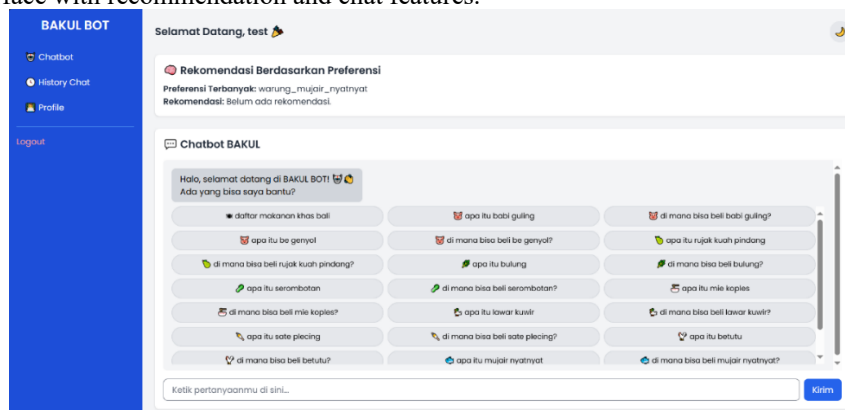 face with recommendation and chat features.
BAKUL BOT
Chatbot
History Chat
Profile
Logout
Selamat Datang, test
Rekomendasi Berdasarkan Preferensi
Preferensi Terbanyak: warung_mujair_nyatnyat
Rekomendasi: Belum ada rekomendasi.
Chatbot BAKUL
Halo, selamat datang di BAKUL BOT!
Ada yang bisa saya bantu?
daftar makanan khas bali
apa itu babi guling
di mana bisa beli babi guling?
apa itu be genyol
di mana bisa beli be genyol?
apa itu rujak kuah pindang
di mana bisa beli rujak kuah pindang?
apa itu bulung
di mana bisa beli bulung?
apa itu serombotan
di mana bisa beli serombotan?
apa itu mie koples
di mana bisa beli mie koples?
apa itu lawar kuwir
di mana bisa beli lawar kuwir?
apa itu sate plecing
di mana bisa beli sate plecing?
apa itu betutu
di mana bisa beli betutu?
apa itu mujair nyatnyat
di mana bisa beli mujair nyatnyat?
Ketik pertanyaanmu di sini...
Kirim